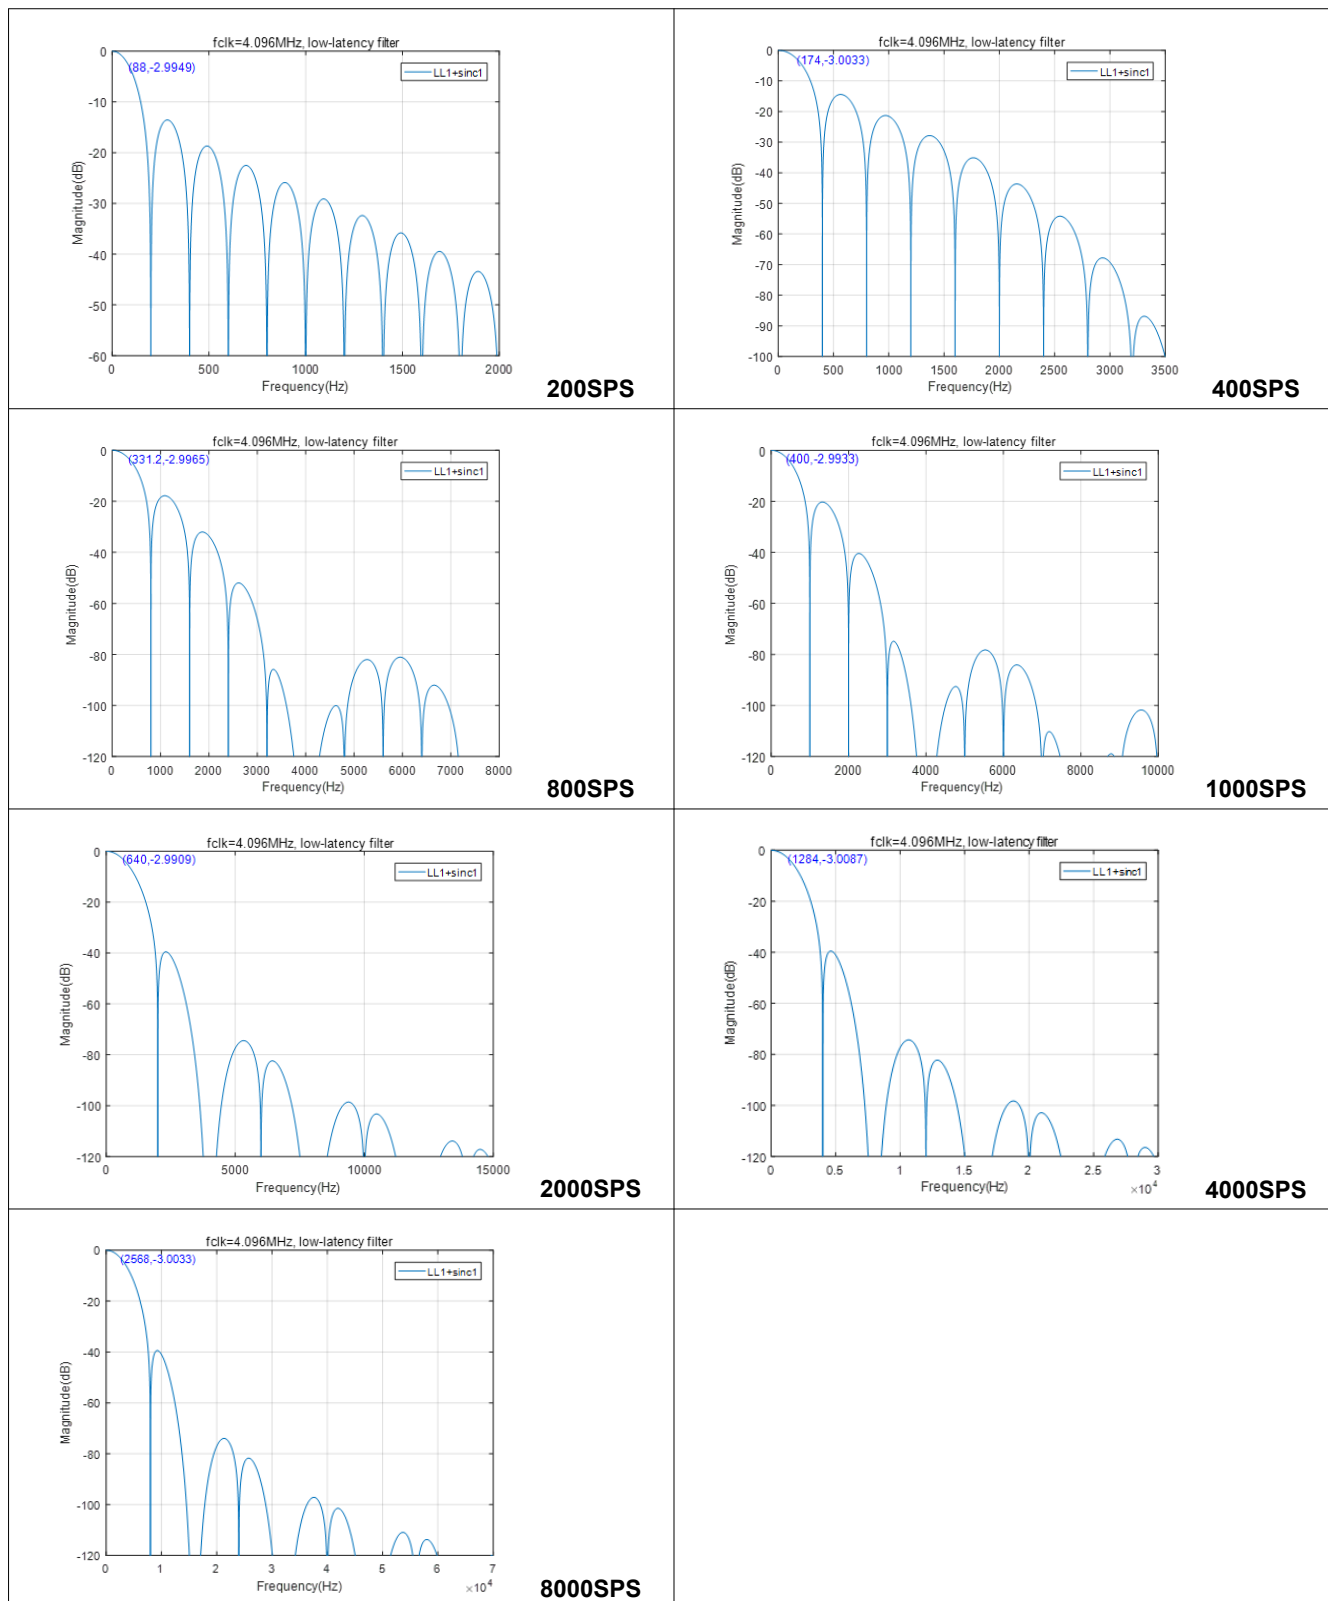 fclk=4.096MHz, low-latency filter
(88,-2.9949)
LL1+sinc1
Magnitude(dB)
0
-10
-20
-30
-40
-50
-60
0 500 1000 1500 2000
Frequency(Hz)
200SPS
fclk=4.096MHz, low-latency filter
(174,-3.0033)
LL1+sinc1
Magnitude(dB)
0
-10
-20
-30
-40
-50
-60
-70
-80
-90
-100
0 500 1000 1500 2000 2500 3000 3500
Frequency(Hz)
400SPS
fclk=4.096MHz, low-latency filter
(331.2,-2.9965)
LL1+sinc1
Magnitude(dB)
0
-20
-40
-60
-80
-100
-120
0 1000 2000 3000 4000 5000 6000 7000 8000
Frequency(Hz)
800SPS
fclk=4.096MHz, low-latency filter
(400,-2.9933)
LL1+sinc1
Magnitude(dB)
0
-20
-40
-60
-80
-100
-120
0 2000 4000 6000 8000 10000
Frequency(Hz)
1000SPS
fclk=4.096MHz, low-latency filter
(640,-2.9909)
LL1+sinc1
Magnitude(dB)
0
-20
-40
-60
-80
-100
-120
0 5000 10000 15000
Frequency(Hz)
2000SPS
fclk=4.096MHz, low-latency filter
(1284,-3.0087)
LL1+sinc1
Magnitude(dB)
0
-20
-40
-60
-80
-100
-120
0 0.5 1 1.5 2 2.5 3
Frequency(Hz)
×10⁴
4000SPS
fclk=4.096MHz, low-latency filter
(2568,-3.0033)
LL1+sinc1
Magnitude(dB)
0
-20
-40
-60
-80
-100
-120
0 1 2 3 4 5 6 7
Frequency(Hz)
×10⁴
8000SPS